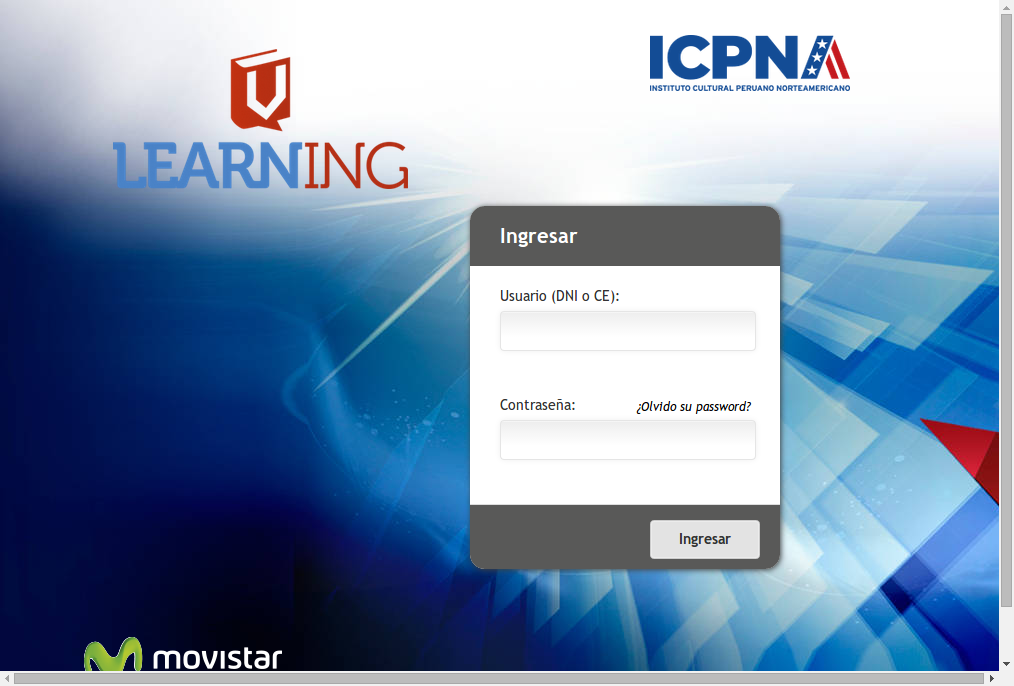 ICPNA
INSTITUTO CULTURAL PERUANO NORTEAMERICANO
V
LEARNING
Ingresar
Usuario (DNI o CE):
Contraseña:
¿Olvido su password?
Ingresar
movistar